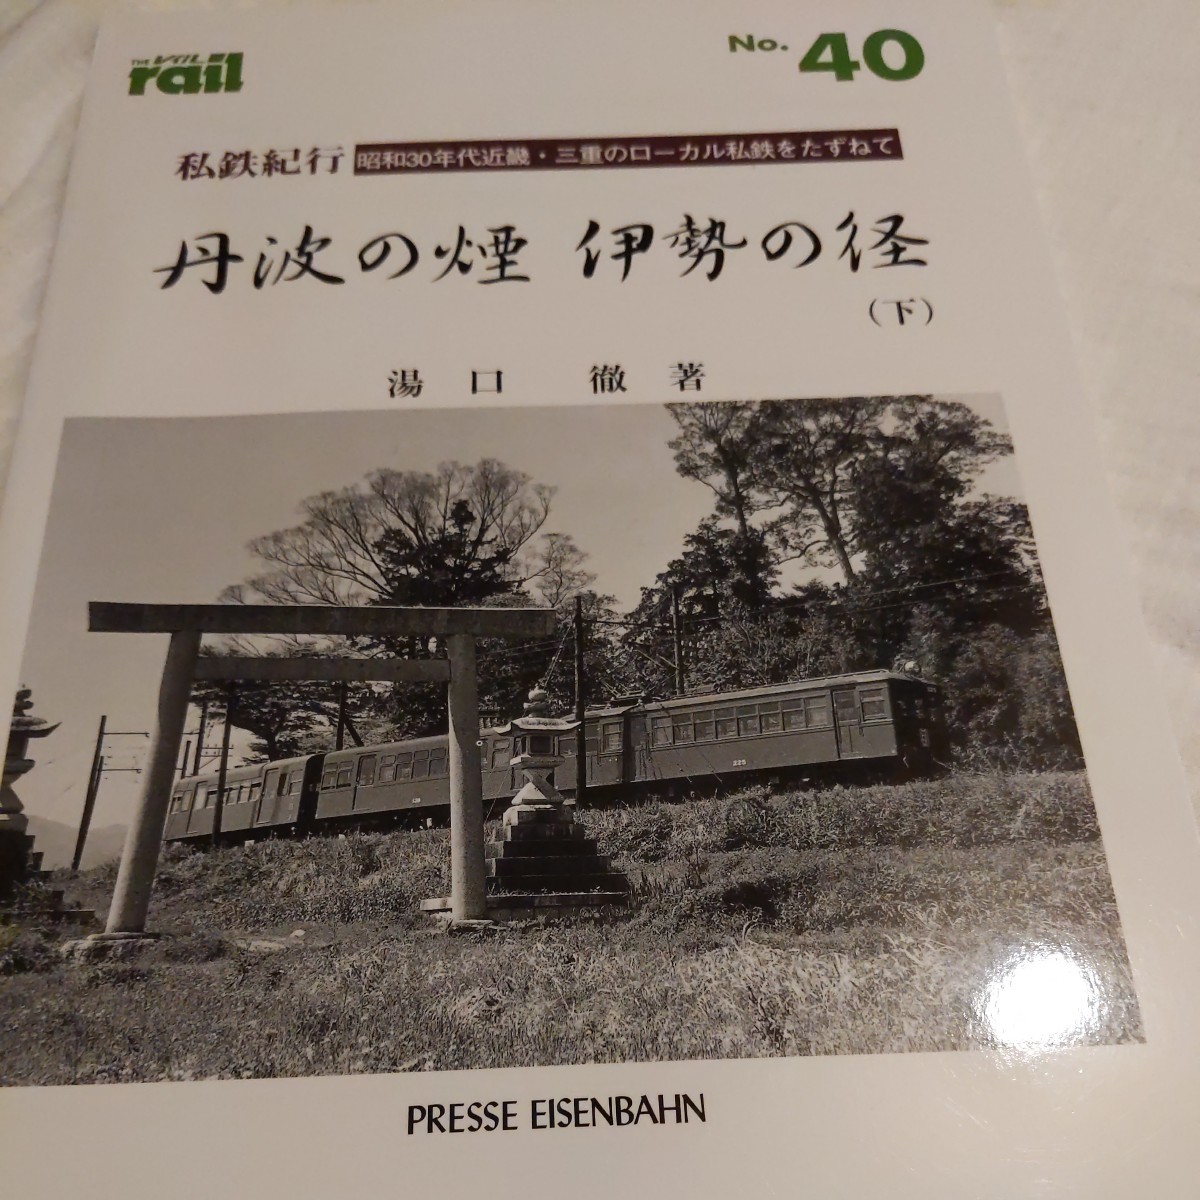 THE レイル
rail
No. 40
私鉄紀行 昭和30年代近畿・三重のローカル私鉄をたずねて
丹波の煙 伊勢の径
（下）
湯口 徹 著
225
PRESSE EISENBAHN